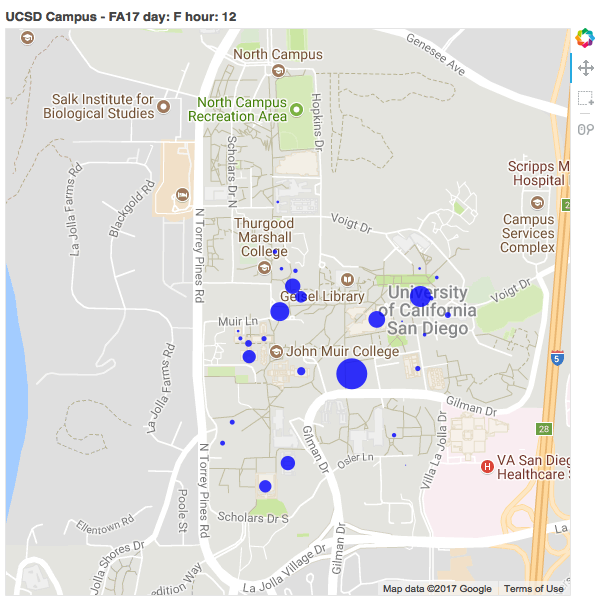 UCSD Campus - FA17 day: F hour: 12
Genesee Ave
North Campus
Salk Institute for
Biological Studies
North Campus
Recreation Area
Hopkins Dr
Scholars Dr N
Scripps M
Hospital
La Jolla Farms Rd
Blackgold Rd
2
N Torrey Pines Rd
Thurgood
Marshall
College
Voigt Dr
Campus
Services
Complex
Geisel Library
University
of California
San Diego
Voigt Dr
Muir Ln
John Muir College
5
La Jolla Farms Rd
Gilman Dr
Gilman Dr
Villa La Jolla Dr
28
N Torrey Pines Rd
Osler Ln
H
VA San Dieg
Healthcare S
Poole St
Ellentown Rd
Scholars Dr S
La
La Jolla Shores Dr
Gilman Dr
La Jolla Village Dr
edition Way
Map data ©2017 Google
Terms of Use